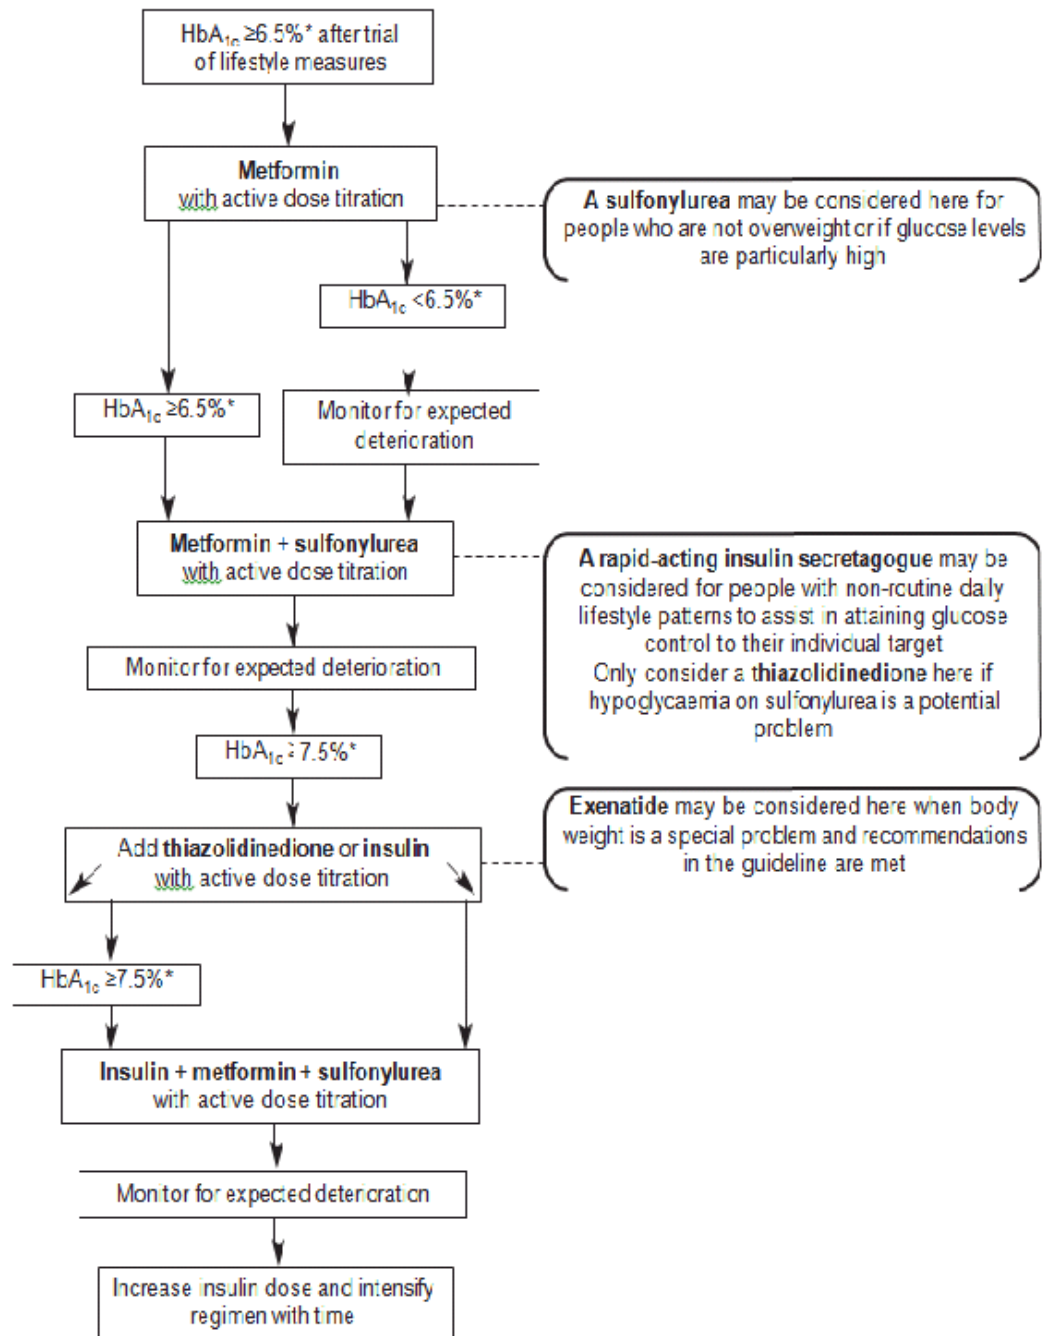 HbA1c ≥6.5%* after trial
of lifestyle measures
Metformin
with active dose titration
A sulfonylurea may be considered here for
people who are not overweight or if glucose levels
are particularly high
HbA1c <6.5%*
HbA1c ≥6.5%*
Monitor for expected
deterioration
Metformin + sulfonylurea
with active dose titration
A rapid-acting insulin secretagogue may be
considered for people with non-routine daily
lifestyle patterns to assist in attaining glucose
control to their individual target
Only consider a thiazolidinedione here if
hypoglycaemia on sulfonylurea is a potential
problem
Monitor for expected deterioration
HbA1c ≥7.5%*
Exenatide may be considered here when body
weight is a special problem and recommendations
in the guideline are met
Add thiazolidinedione or insulin
with active dose titration
HbA1c ≥7.5%*
Insulin + metformin + sulfonylurea
with active dose titration
Monitor for expected deterioration
Increase insulin dose and intensify
regimen with time